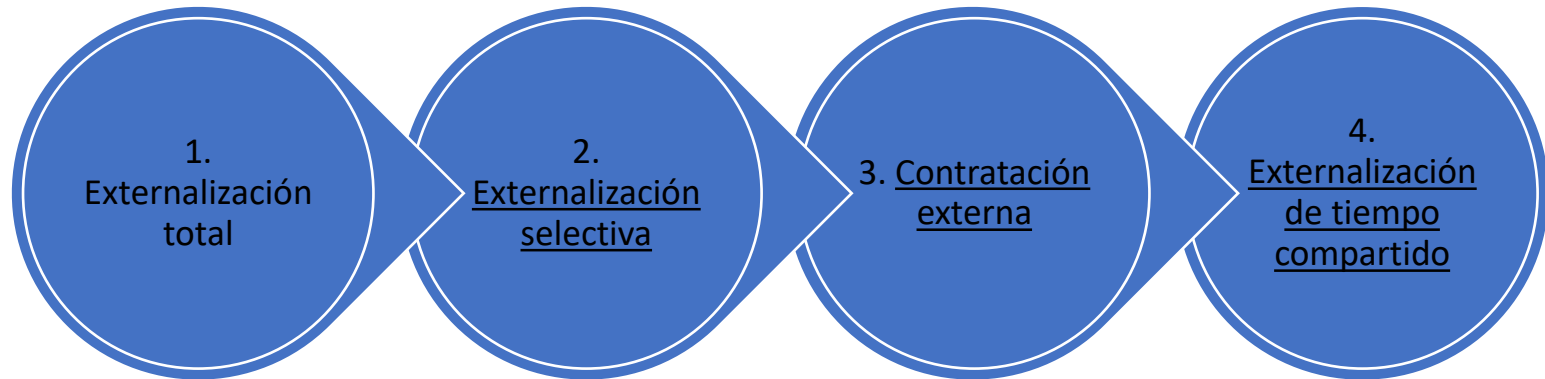 1.
Externalización
total
2.
Externalización
selectiva
3. Contratación
externa
4.
Externalización
de tiempo
compartido